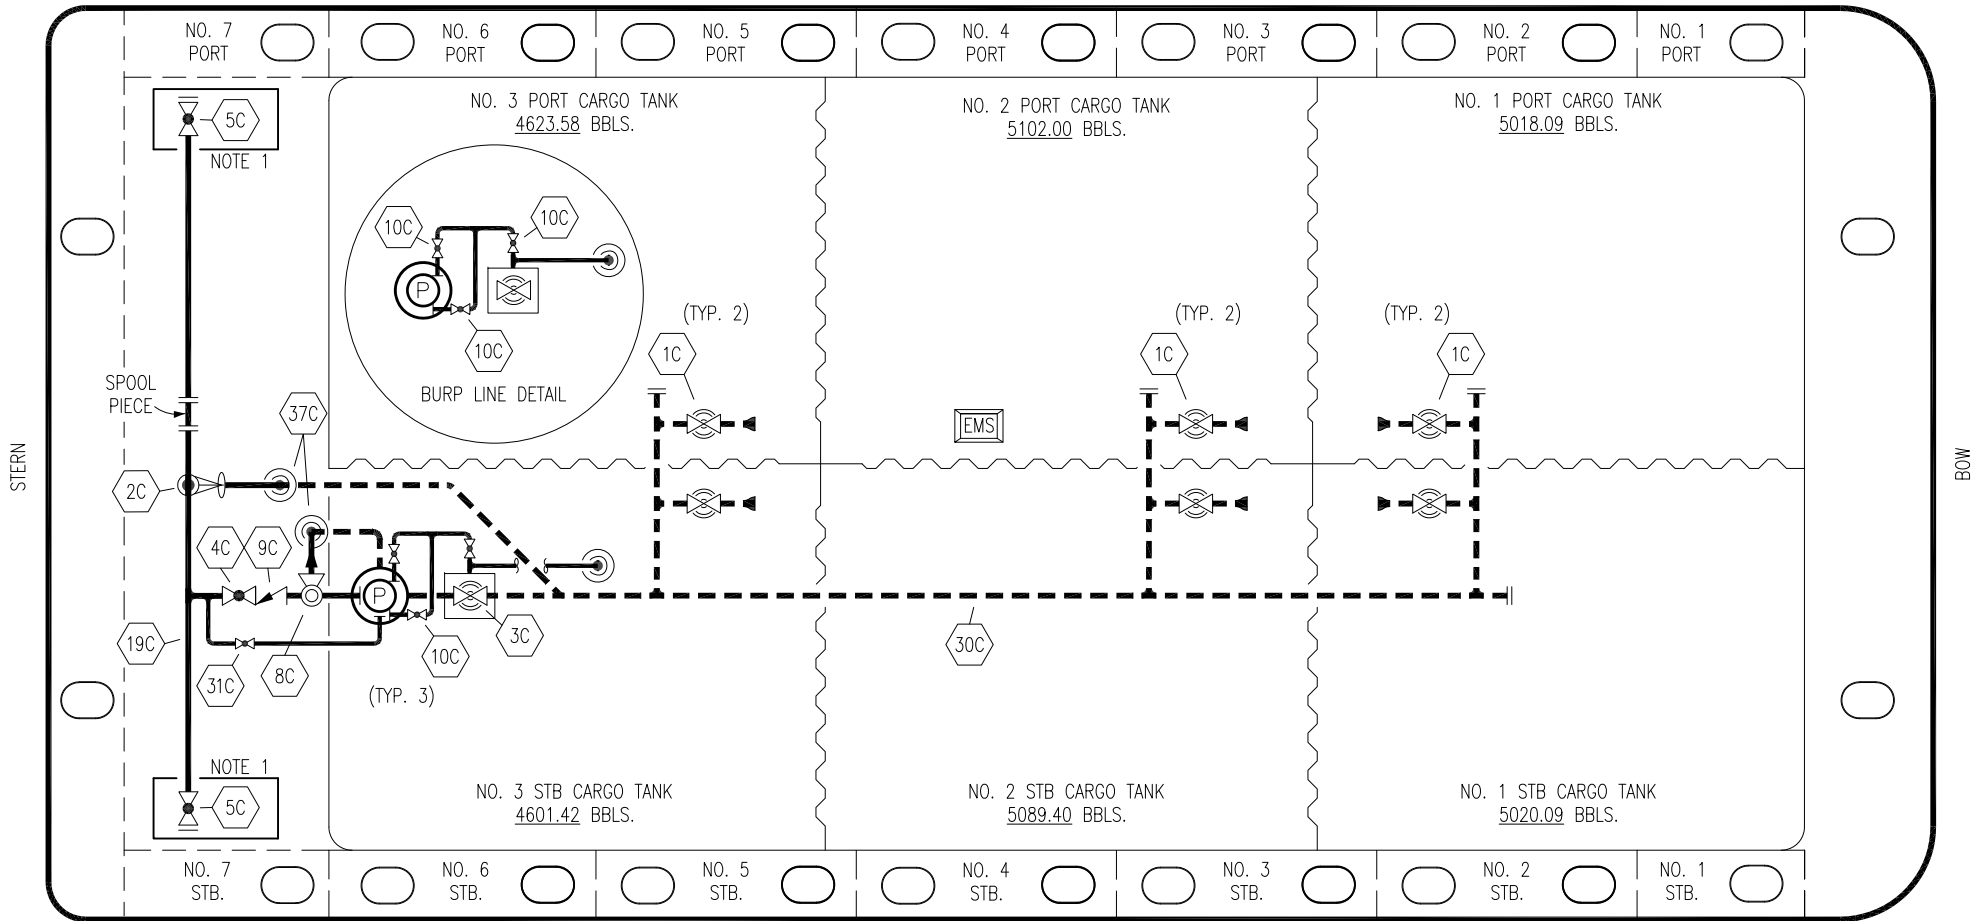 NO. 7
PORT
NO. 6
PORT
NO. 5
PORT
NO. 4
PORT
NO. 3
PORT
NO. 2
PORT
NO. 1
PORT
5C
NOTE 1
NO. 3 PORT CARGO TANK
4623.58 BBLS.
NO. 2 PORT CARGO TANK
5102.00 BBLS.
NO. 1 PORT CARGO TANK
5018.09 BBLS.
10C
10C
P
10C
BURP LINE DETAIL
(TYP. 2)
1C
(TYP. 2)
1C
(TYP. 2)
1C
SPOOL
PIECE
37C
EMS
STERN
BOW
2C
4C
9C
P
19C
31C
8C
10C
3C
30C
(TYP. 3)
NOTE 1
5C
NO. 3 STB CARGO TANK
4601.42 BBLS.
NO. 2 STB CARGO TANK
5089.40 BBLS.
NO. 1 STB CARGO TANK
5020.09 BBLS.
NO. 7
STB.
NO. 6
STB.
NO. 5
STB.
NO. 4
STB.
NO. 3
STB.
NO. 2
STB.
NO. 1
STB.